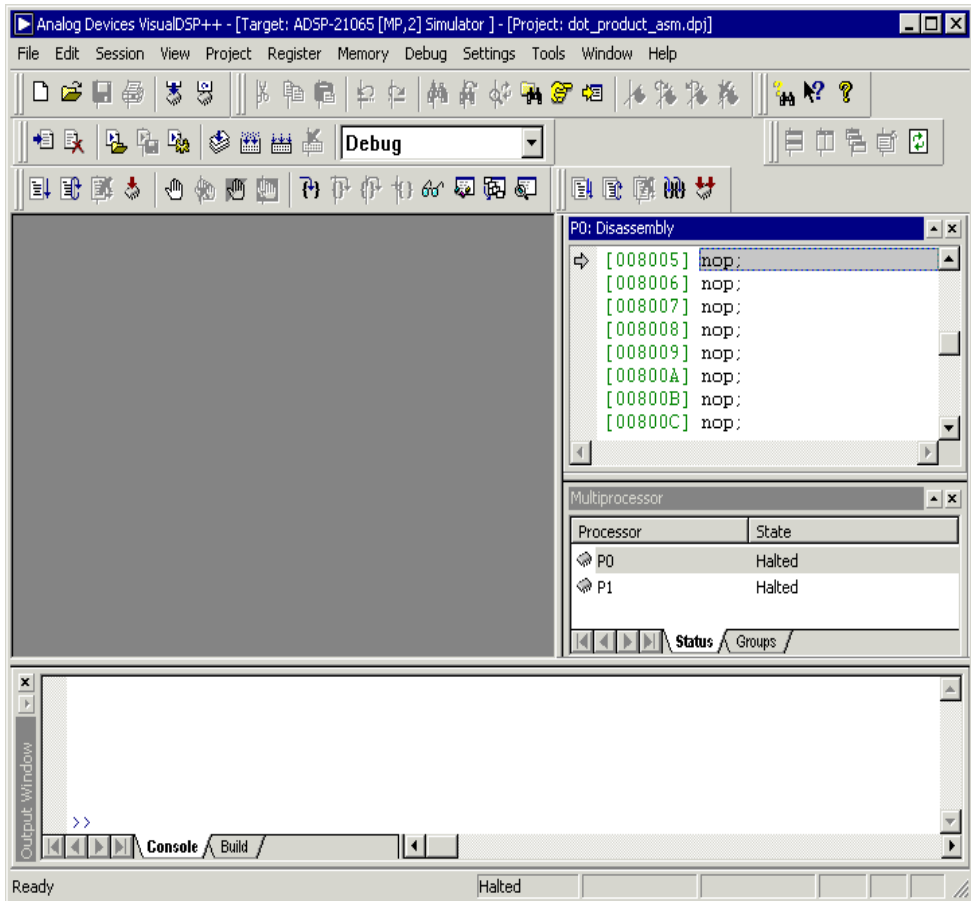 Analog Devices VisualDSP++ - [Target: ADSP-21065 [MP,2] Simulator ] - [Project: dot_product_asm.dpj]
File Edit Session View Project Register Memory Debug Settings Tools Window Help
Debug
P0: Disassembly
[008005] nop;
[008006] nop;
[008007] nop;
[008008] nop;
[008009] nop;
[00800A] nop;
[00800B] nop;
[00800C] nop;
Multiprocessor
Processor State
P0 Halted
P1 Halted
Status Groups
Output Window
>>
Console Build
Ready Halted